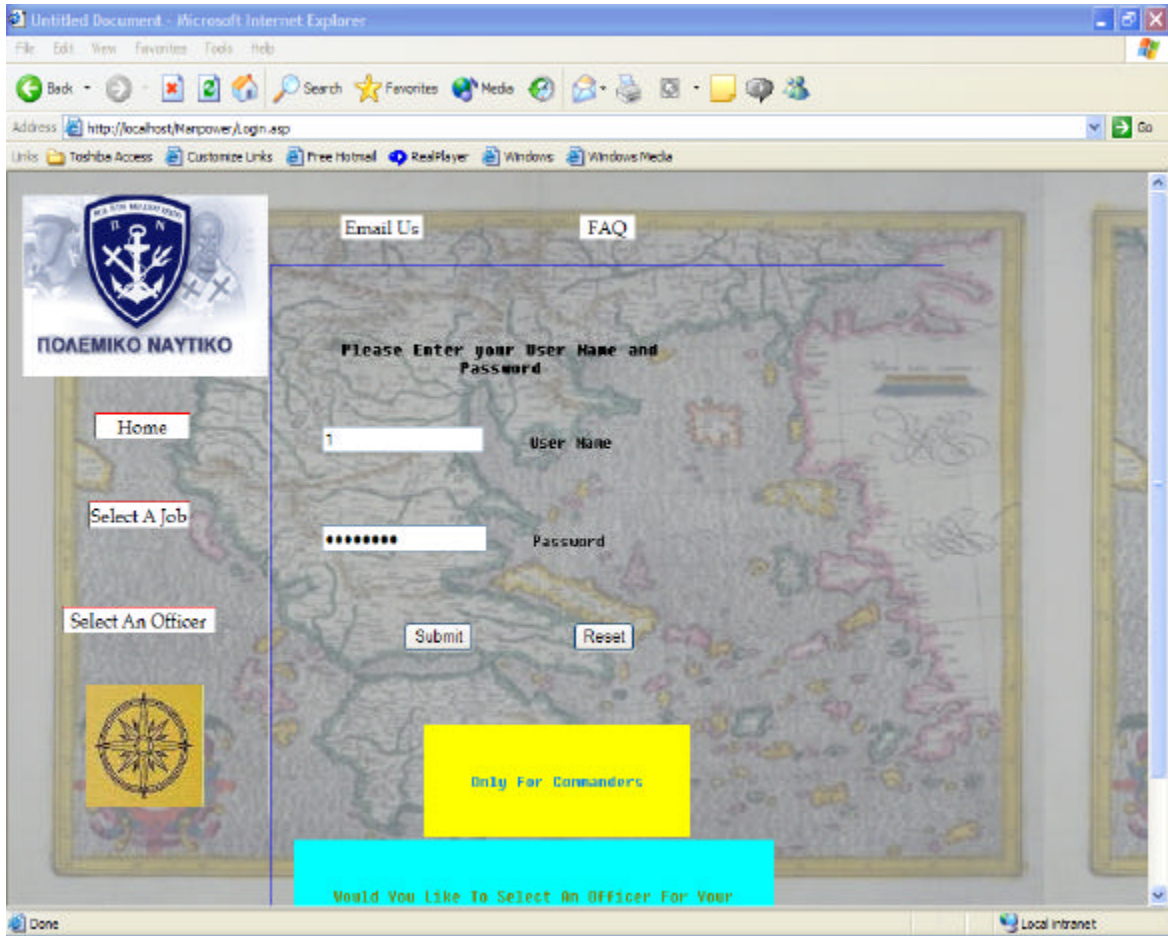 Untitled Document - Microsoft Internet Explorer
File Edit View Favorites Tools Help
Back Search Favorites Media
Address http://localhost/Manpower/Login.asp Go
Links Toshiba Access Customize Links Free Hotmail RealPlayer Windows Windows Media
Π Ν
ΠΟΛΕΜΙΚΟ ΝΑΥΤΙΚΟ
Email Us FAQ
Please Enter your User Name and
Password
Home
1 User Name
Select A Job
•••••••• Password
Select An Officer
Submit Reset
Only For Commanders
Would You Like To Select An Officer For Your
Done Local intranet